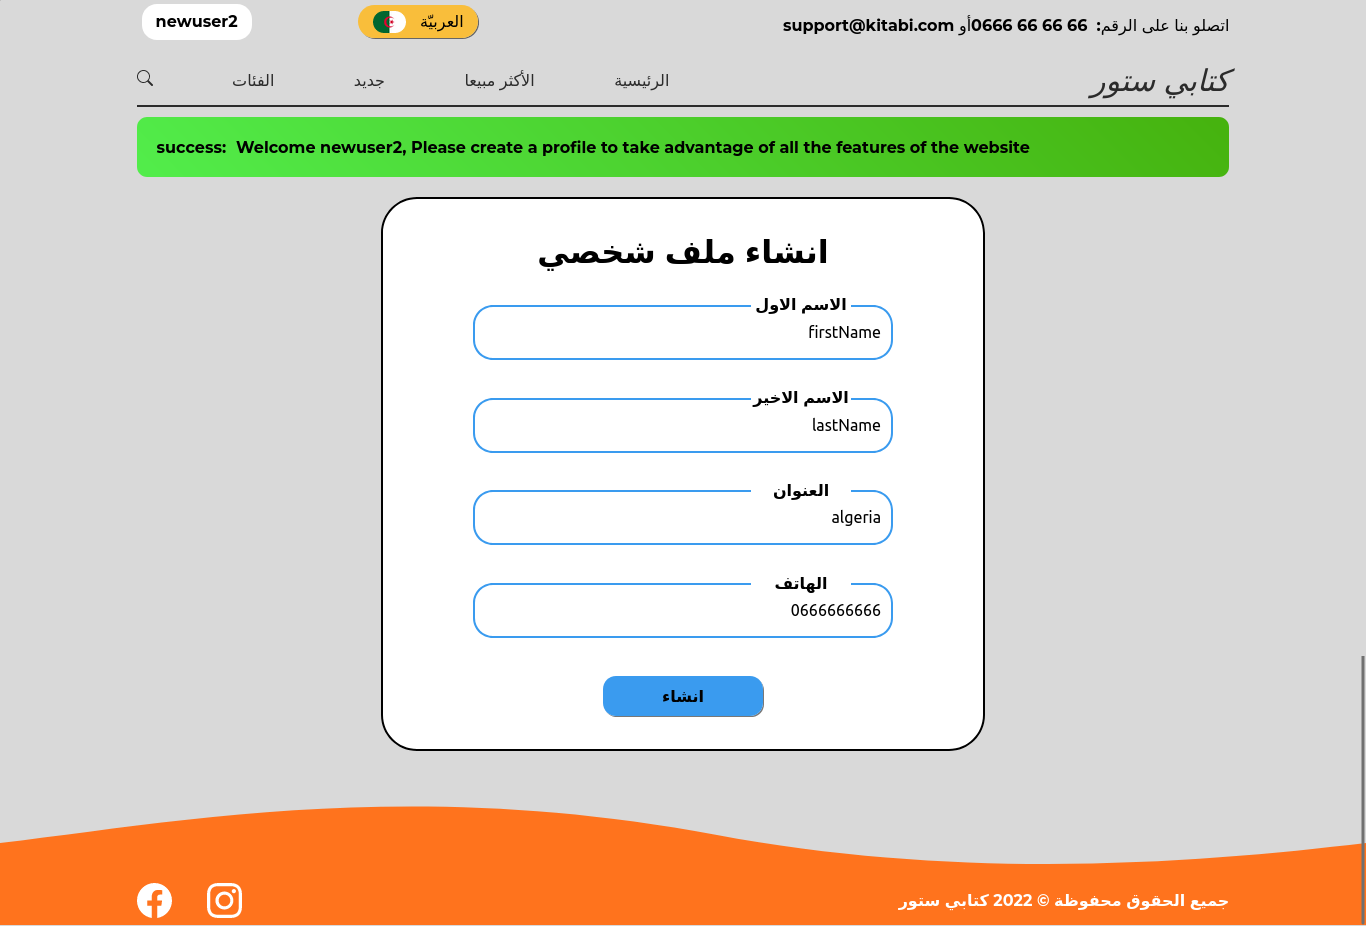 اتصلو بنا على الرقم: 0666 66 66 66 أو support@kitabi.com
العربيّة
newuser2
كتابي ستور
الرئيسية
الأكثر مبيعا
جديد
الفئات
success: Welcome newuser2, Please create a profile to take advantage of all the features of the website
انشاء ملف شخصي
الاسم الاول
firstName
الاسم الاخير
lastName
العنوان
algeria
الهاتف
0666666666
انشاء
جميع الحقوق محفوظة © 2022 كتابي ستور